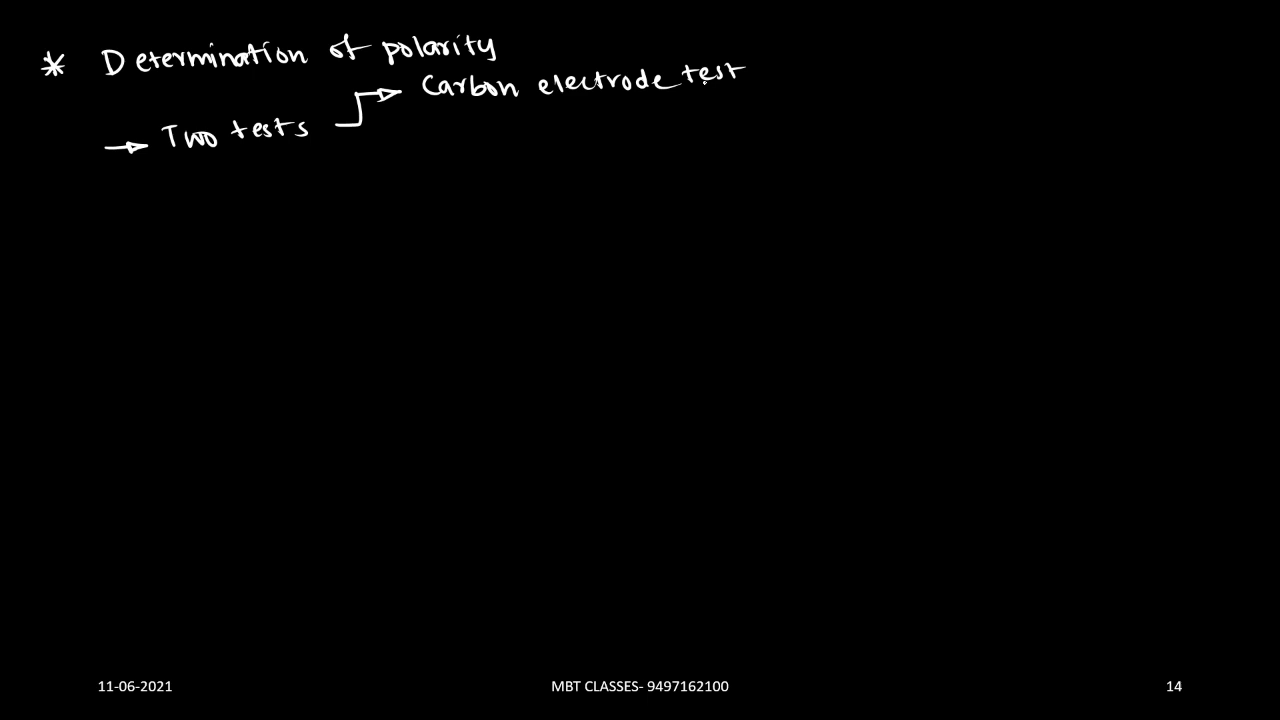 * Determination of polarity
→ Two tests → Carbon electrode test
11-06-2021 MBT CLASSES- 9497162100 14